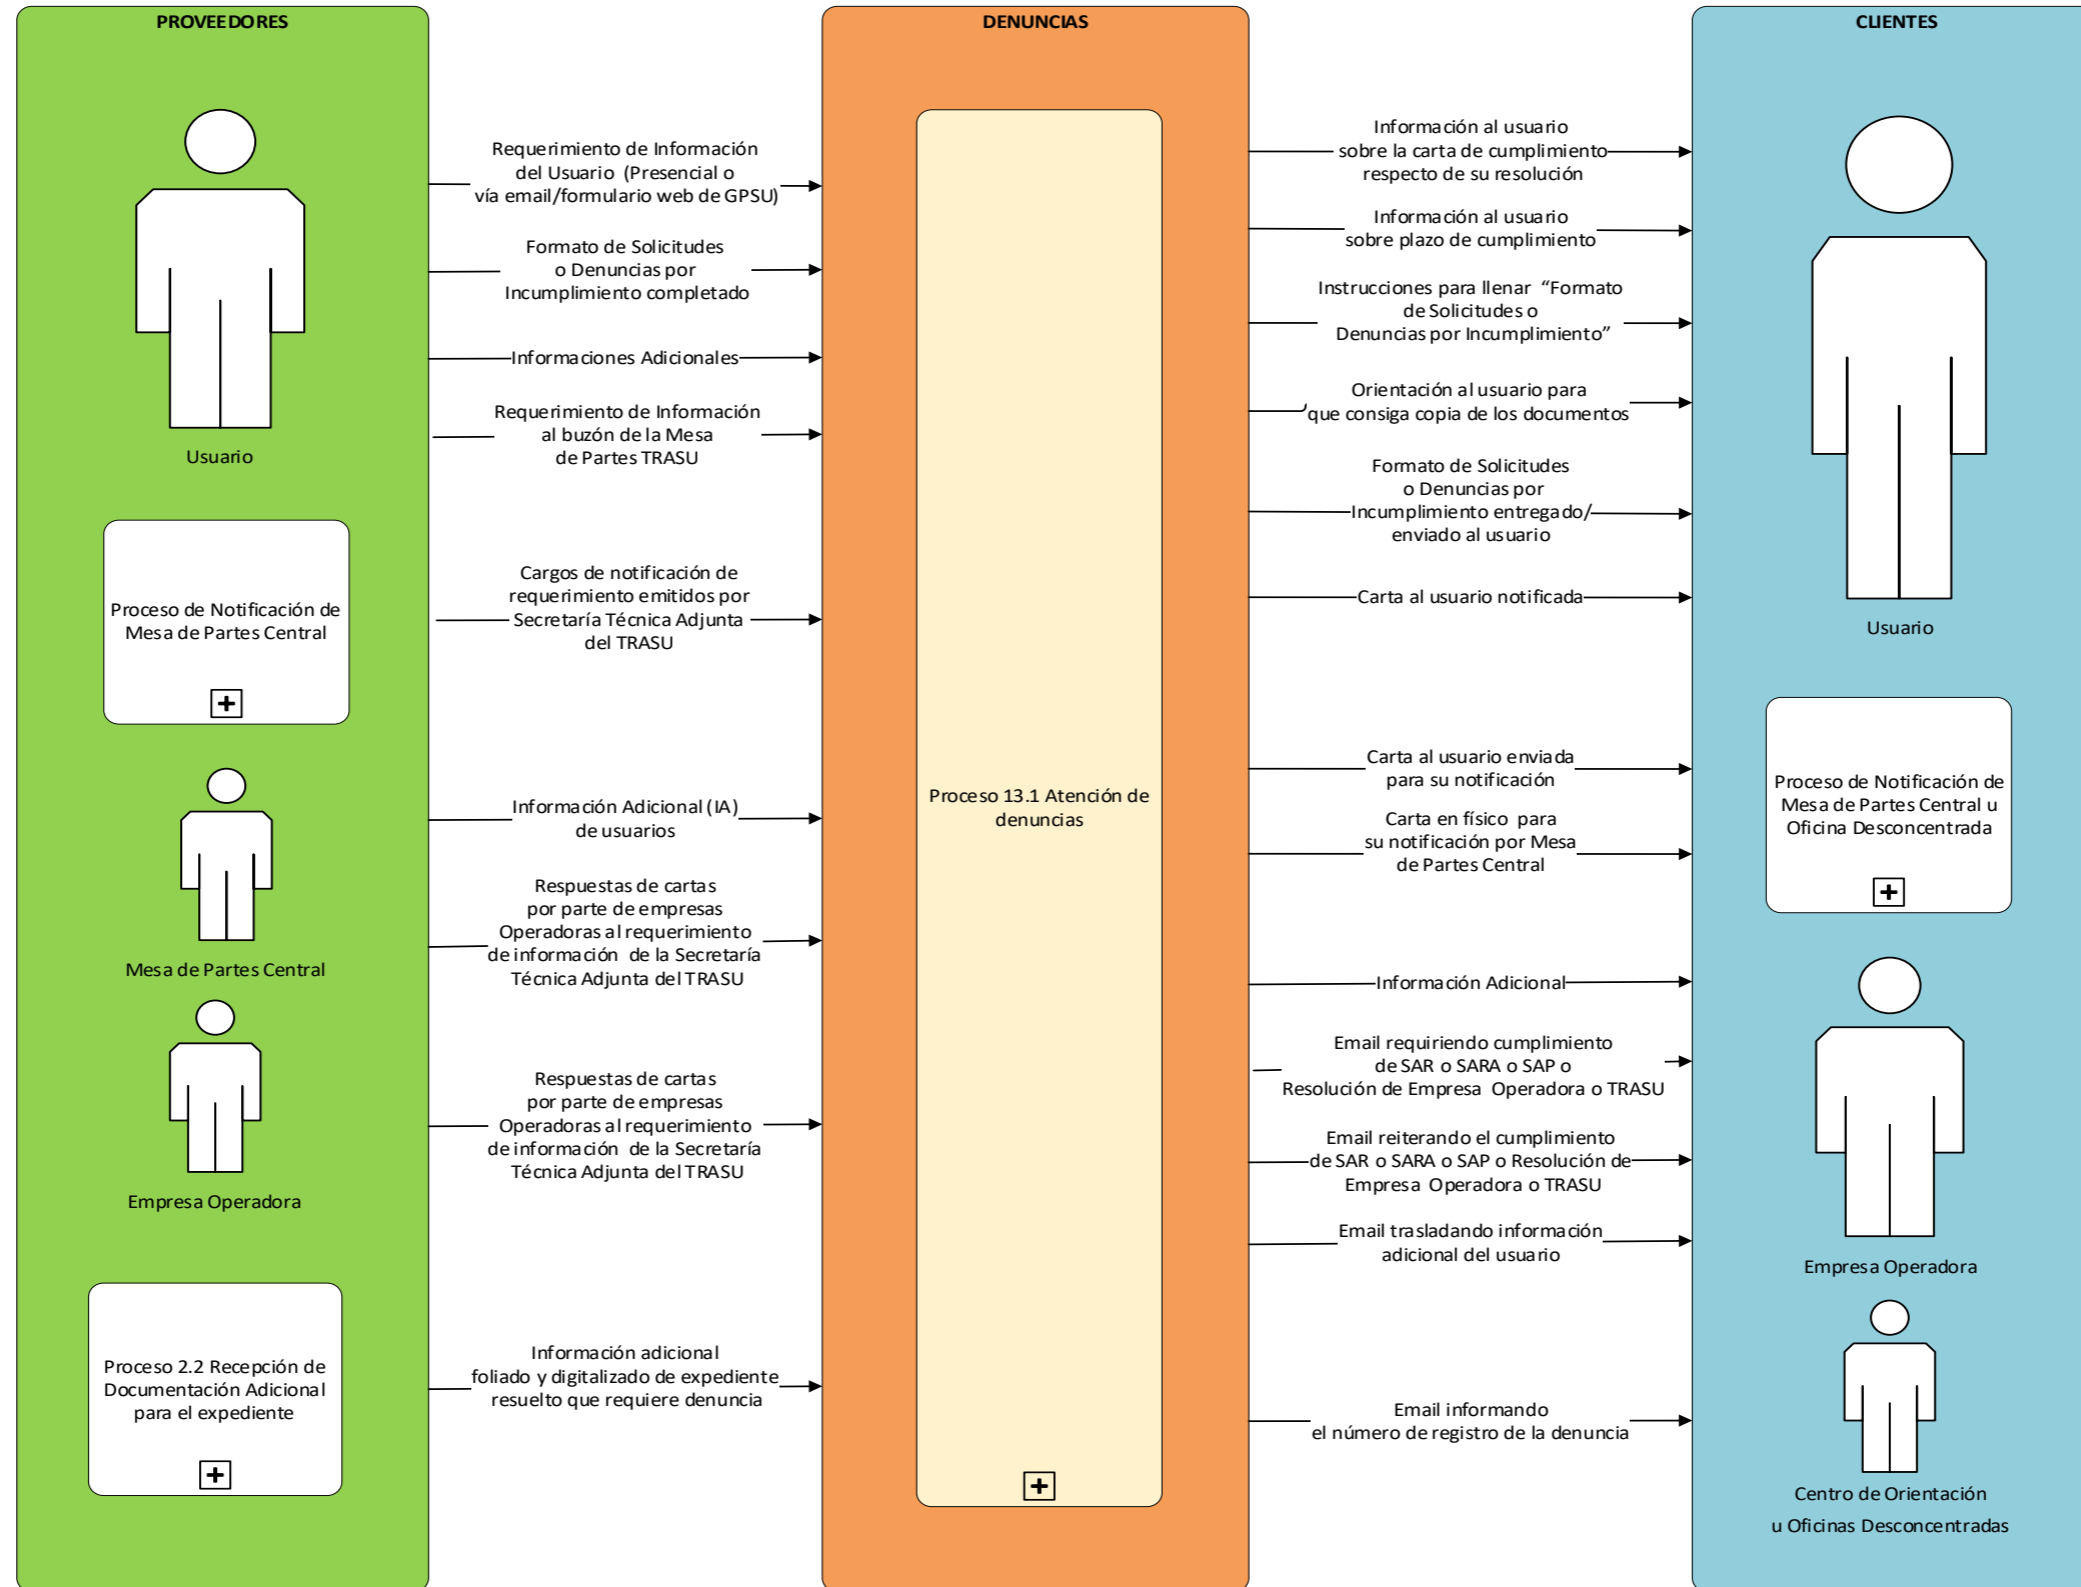 PROVEEDORES
Usuario
Proceso de Notificación de
Mesa de Partes Central
Mesa de Partes Central
Empresa Operadora
Proceso 2.2 Recepción de
Documentación Adicional
para el expediente
Requerimiento de Información
del Usuario (Presencial o
vía email/formulario web de GPSU)
Formato de Solicitudes
o Denuncias por
Incumplimiento completado
Informaciones Adicionales
Requerimiento de Información
al buzón de la Mesa
de Partes TRASU
Cargos de notificación de
requerimiento emitidos por
Secretaría Técnica Adjunta
del TRASU
Información Adicional (IA)
de usuarios
Respuestas de cartas
por parte de empresas
Operadoras al requerimiento
de información de la Secretaría
Técnica Adjunta del TRASU
Respuestas de cartas
por parte de empresas
Operadoras al requerimiento
de información de la Secretaría
Técnica Adjunta del TRASU
Información adicional
foliado y digitalizado de expediente
resuelto que requiere denuncia
DENUNCIAS
Proceso 13.1 Atención de
denuncias
Información al usuario
sobre la carta de cumplimiento
respecto de su resolución
Información al usuario
sobre plazo de cumplimiento
Instrucciones para llenar “Formato
de Solicitudes o
Denuncias por Incumplimiento”
Orientación al usuario para
que consiga copia de los documentos
Formato de Solicitudes
o Denuncias por
Incumplimiento entregado/
enviado al usuario
Carta al usuario notificada
Carta al usuario enviada
para su notificación
Carta en físico para
su notificación por Mesa
de Partes Central
Información Adicional
Email requiriendo cumplimiento
de SAR o SARA o SAP o
Resolución de Empresa Operadora o TRASU
Email reiterando el cumplimiento
de SAR o SARA o SAP o Resolución de
Empresa Operadora o TRASU
Email trasladando información
adicional del usuario
Email informando
el número de registro de la denuncia
CLIENTES
Usuario
Proceso de Notificación de
Mesa de Partes Central u
Oficina Desconcentrada
Empresa Operadora
Centro de Orientación
u Oficinas Desconcentradas